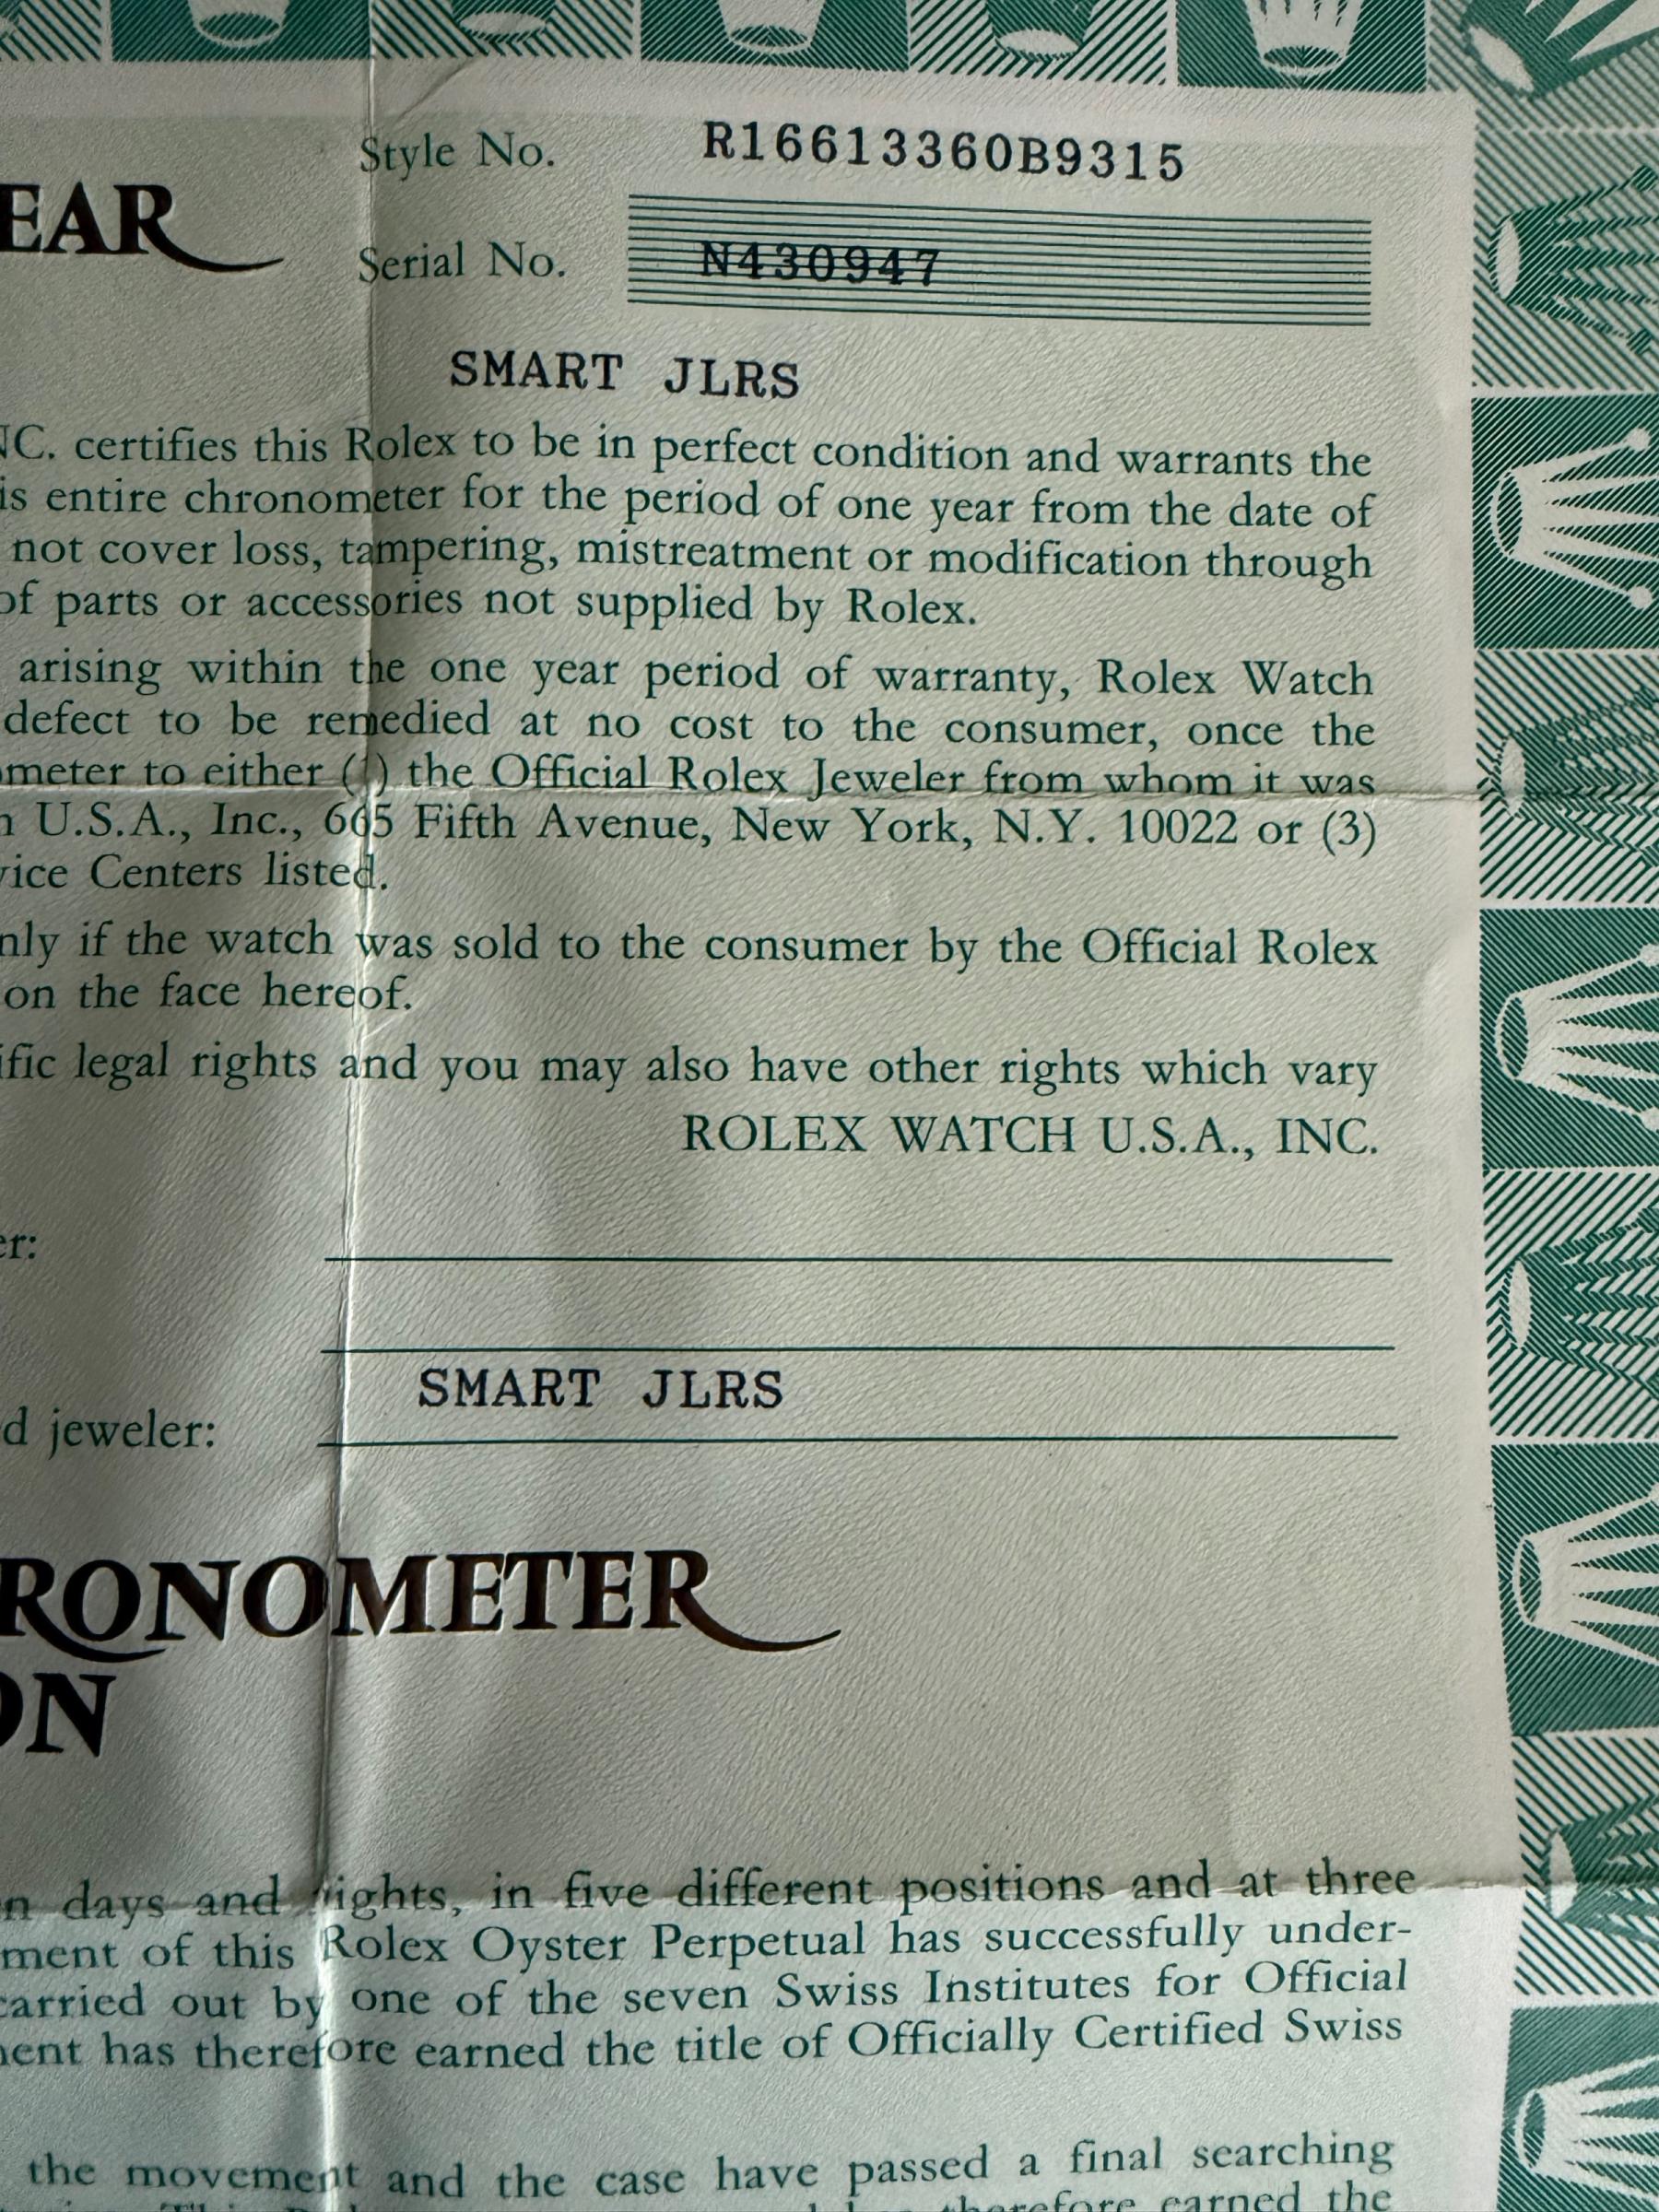 Style No. R16613360B9315
EAR
Serial No. N430947
SMART JLRS
NC. certifies this Rolex to be in perfect condition and warrants the
is entire chronometer for the period of one year from the date of
not cover loss, tampering, mistreatment or modification through
of parts or accessories not supplied by Rolex.
arising within the one year period of warranty, Rolex Watch
defect to be remedied at no cost to the consumer, once the
ometer to either (1) the Official Rolex Jeweler from whom it was
n U.S.A., Inc., 665 Fifth Avenue, New York, N.Y. 10022 or (3)
vice Centers listed.
nly if the watch was sold to the consumer by the Official Rolex
on the face hereof.
ific legal rights and you may also have other rights which vary
ROLEX WATCH U.S.A., INC.
er:
SMART JLRS
d jeweler:
RONOMETER
ON
n days and nights, in five different positions and at three
ment of this Rolex Oyster Perpetual has successfully under-
carried out by one of the seven Swiss Institutes for Official
ment has therefore earned the title of Officially Certified Swiss
the movement and the case have passed a final searching
therefore earned the